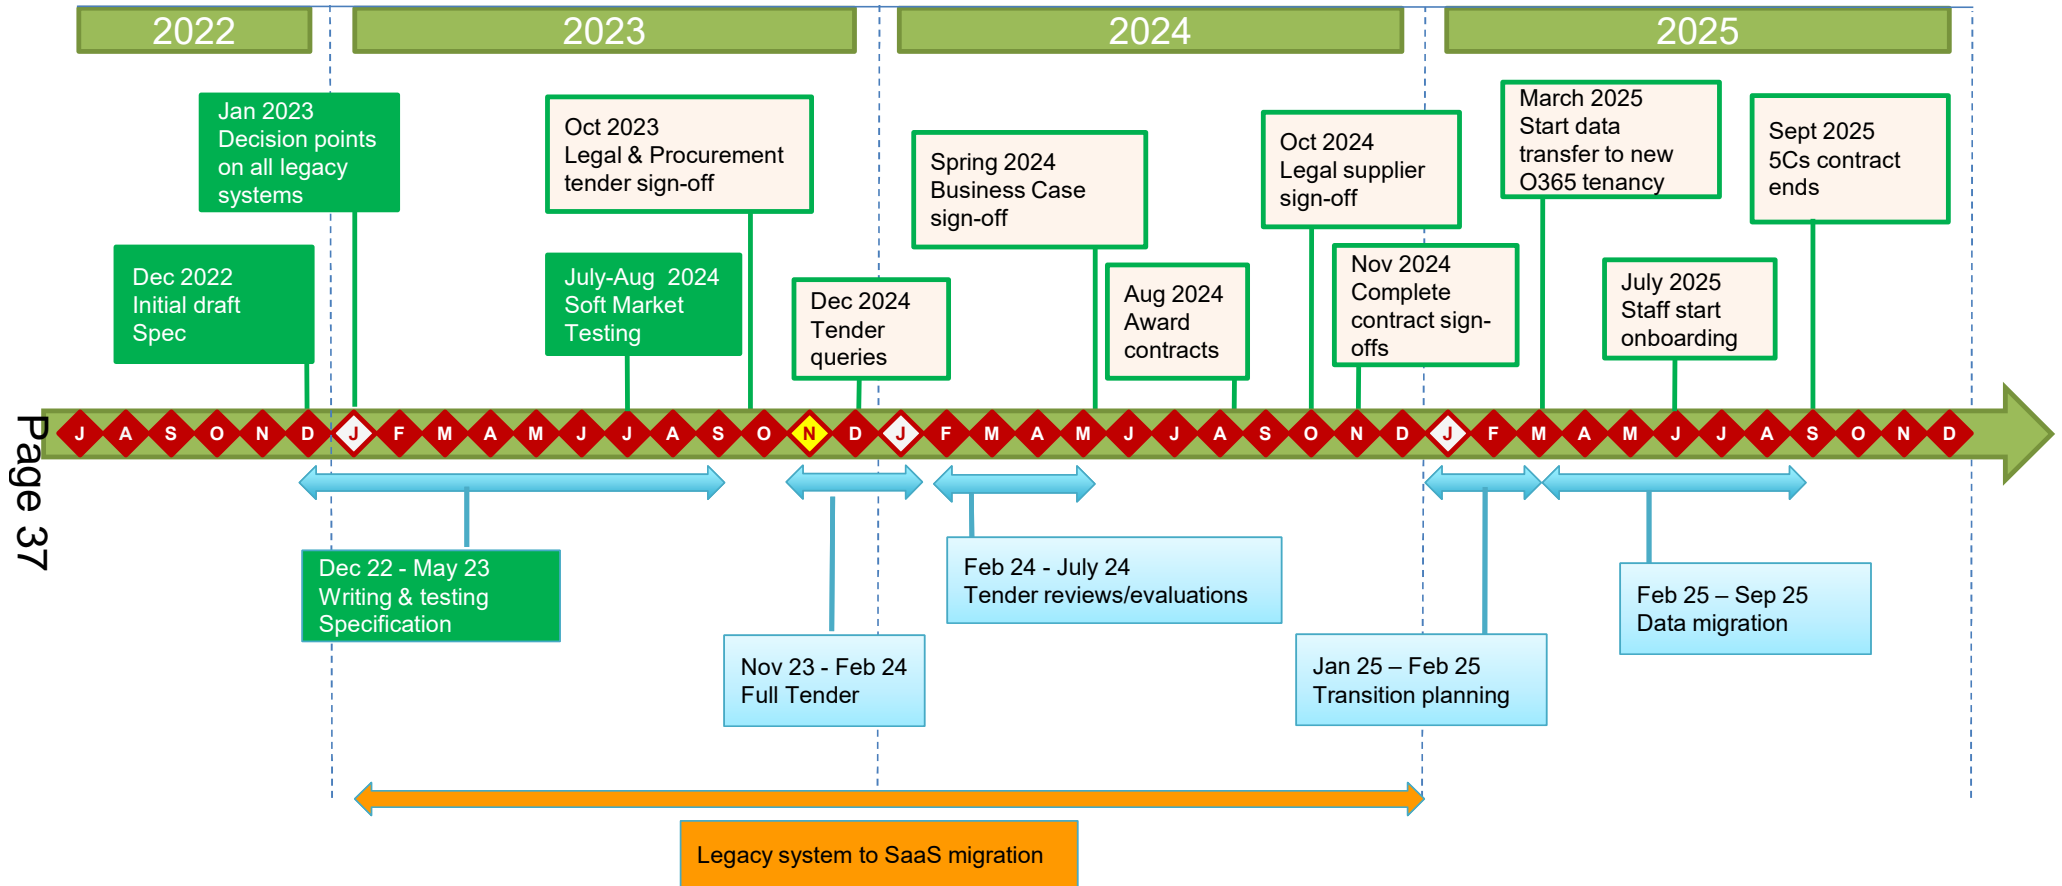 2022
2023
2024
2025
Jan 2023
Decision points
on all legacy
systems
Oct 2023
Legal & Procurement
tender sign-off
Spring 2024
Business Case
sign-off
Oct 2024
Legal supplier
sign-off
March 2025
Start data
transfer to new
O365 tenancy
Sept 2025
5Cs contract
ends
Dec 2022
Initial draft
Spec
July-Aug  2024
Soft Market
Testing
Dec 2024
Tender
queries
Aug 2024
Award
contracts
Nov 2024
Complete
contract sign-
offs
July 2025
Staff start
onboarding
J A S O N D J F M A M J J A S O N D J F M A M J J A S O N D J F M A M J J A S O N D
Page 37
Dec 22 - May 23
Writing & testing
Specification
Nov 23 - Feb 24
Full Tender
Feb 24 - July 24
Tender reviews/evaluations
Jan 25 – Feb 25
Transition planning
Feb 25 – Sep 25
Data migration
Legacy system to SaaS migration